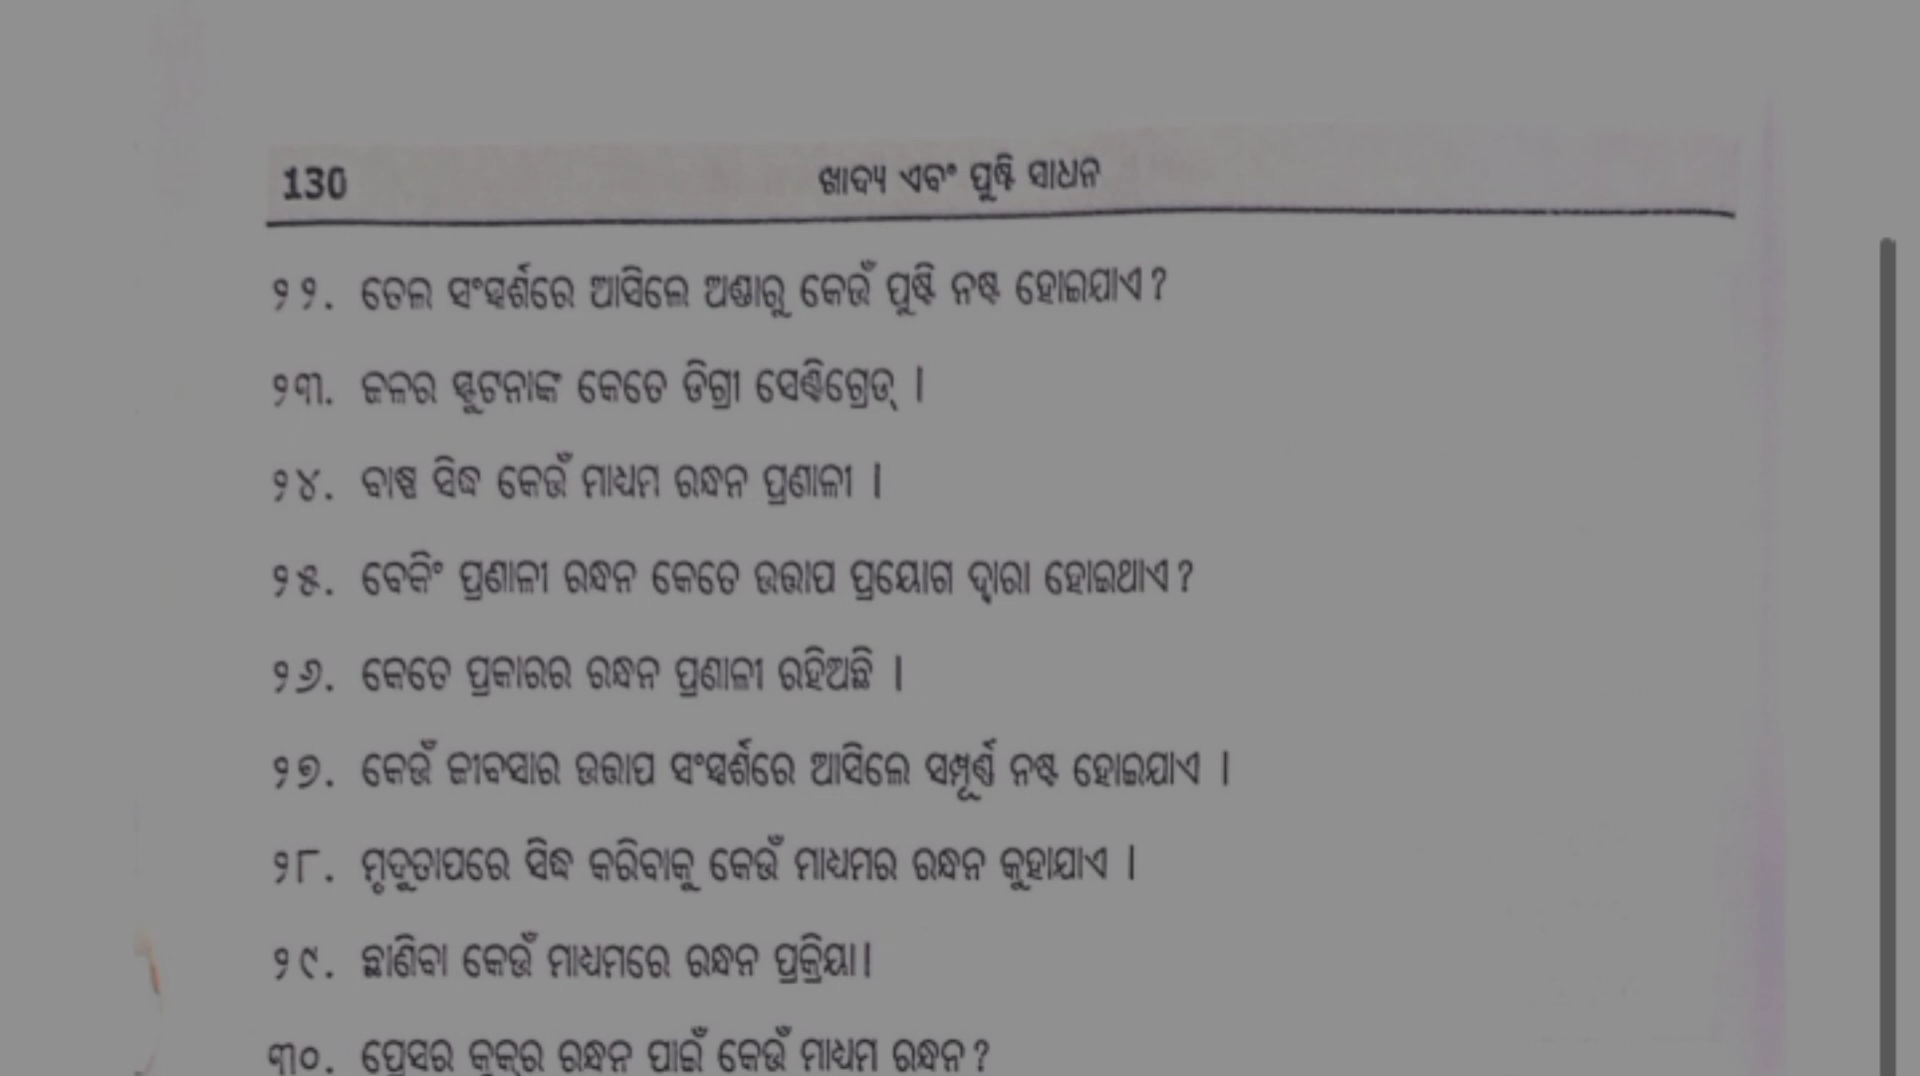 130 ଖାଦ୍ୟ ଏବଂ ପୁଷ୍ଟି ସାଧନ
୨୨. ତେଲ ସଂସ୍ପର୍ଶରେ ଆସିଲେ ଅଣ୍ଡାରୁ କେଉଁ ପୁଷ୍ଟି ନଷ୍ଟ ହୋଇଯାଏ ?
୨୩. ଜଳର ସ୍ଫୁଟନାଙ୍କ କେତେ ଡିଗ୍ରୀ ସେଣ୍ଟିଗ୍ରେଡ୍ ।
୨୪. ବାଷ୍ପ ସିଦ୍ଧ କେଉଁ ମାଧ୍ୟମ ରନ୍ଧନ ପ୍ରଣାଳୀ ।
୨୫. ବେକିଂ ପ୍ରଣାଳୀ ରନ୍ଧନ କେତେ ଉତ୍ତାପ ପ୍ରୟୋଗ ଦ୍ୱାରା ହୋଇଥାଏ ?
୨୬. କେତେ ପ୍ରକାରର ରନ୍ଧନ ପ୍ରଣାଳୀ ରହିଅଛି ।
୨୭. କେଉଁ ଜୀବସାର ଉତ୍ତାପ ସଂସ୍ପର୍ଶରେ ଆସିଲେ ସମ୍ପୂର୍ଣ୍ଣ ନଷ୍ଟ ହୋଇଯାଏ ।
୨୮. ମୃଦୁତାପରେ ସିଦ୍ଧ କରିବାକୁ କେଉଁ ମାଧ୍ୟମର ରନ୍ଧନ କୁହାଯାଏ ।
୨୯. ଛାଣିବା କେଉଁ ମାଧ୍ୟମରେ ରନ୍ଧନ ପ୍ରକ୍ରିୟା ।
୩୦. ପ୍ରେସର କୁକ୍‌ର ରନ୍ଧନ ପାଇଁ କେଉଁ ମାଧ୍ୟମ ରନ୍ଧନ ?